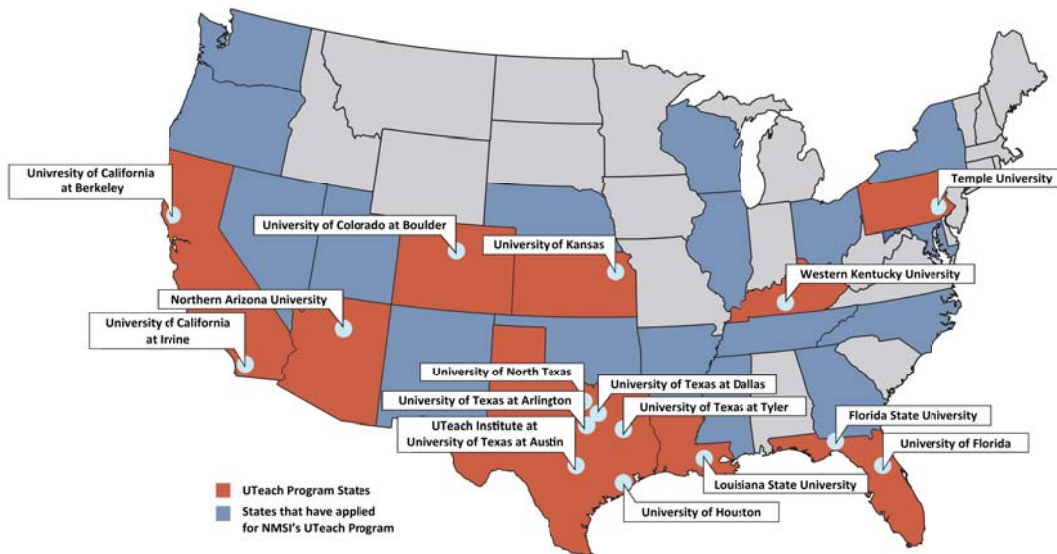 Univresity of California
at Berkeley
Temple University
University of Colorado at Boulder
University of Kansas
Western Kentucky University
Northern Arizona University
University of California
at Irvine
University of North Texas
University of Texas at Dallas
University of Texas at Arlington
University of Texas at Tyler
UTeach Institute at
University of Texas at Austin
Florida State University
University of Florida
Louisiana State University
University of Houston
UTeach Program States
States that have applied
for NMSI's UTeach Program